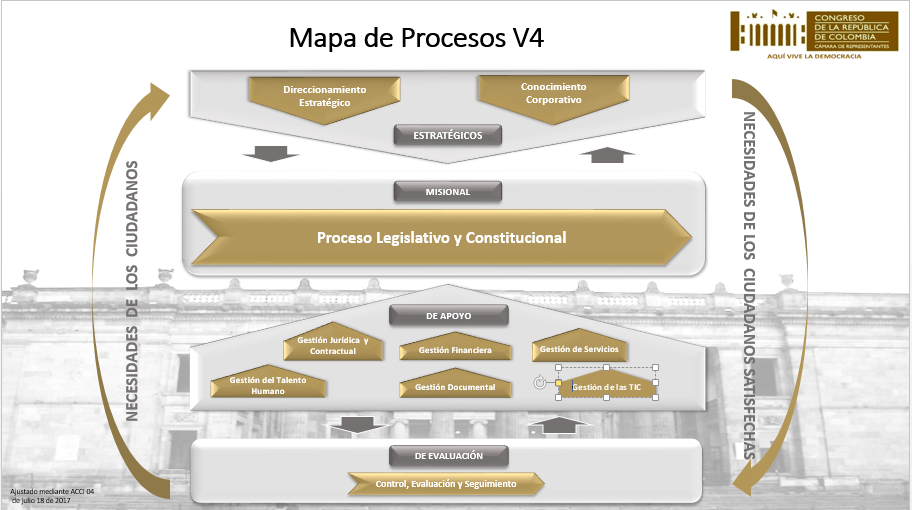 Mapa de Procesos V4
CONGRESO
DE LA REPÚBLICA
DE COLOMBIA
CÁMARA DE REPRESENTANTES
AQUÍ VIVE LA DEMOCRACIA
Direccionamiento
Estratégico
Conocimiento
Corporativo
ESTRATÉGICOS
NECESIDADES DE LOS CIUDADANOS
NECESIDADES DE LOS CIUDADANOS SATISFECHAS
MISIONAL
Proceso Legislativo y Constitucional
DE APOYO
Gestión Jurídica y
Contractual
Gestión Financiera
Gestión de Servicios
Gestión del Talento
Humano
Gestión Documental
Gestión de las TIC
DE EVALUACIÓN
Control, Evaluación y Seguimiento
Ajustado mediante ACCI 04
de julio 18 de 2017